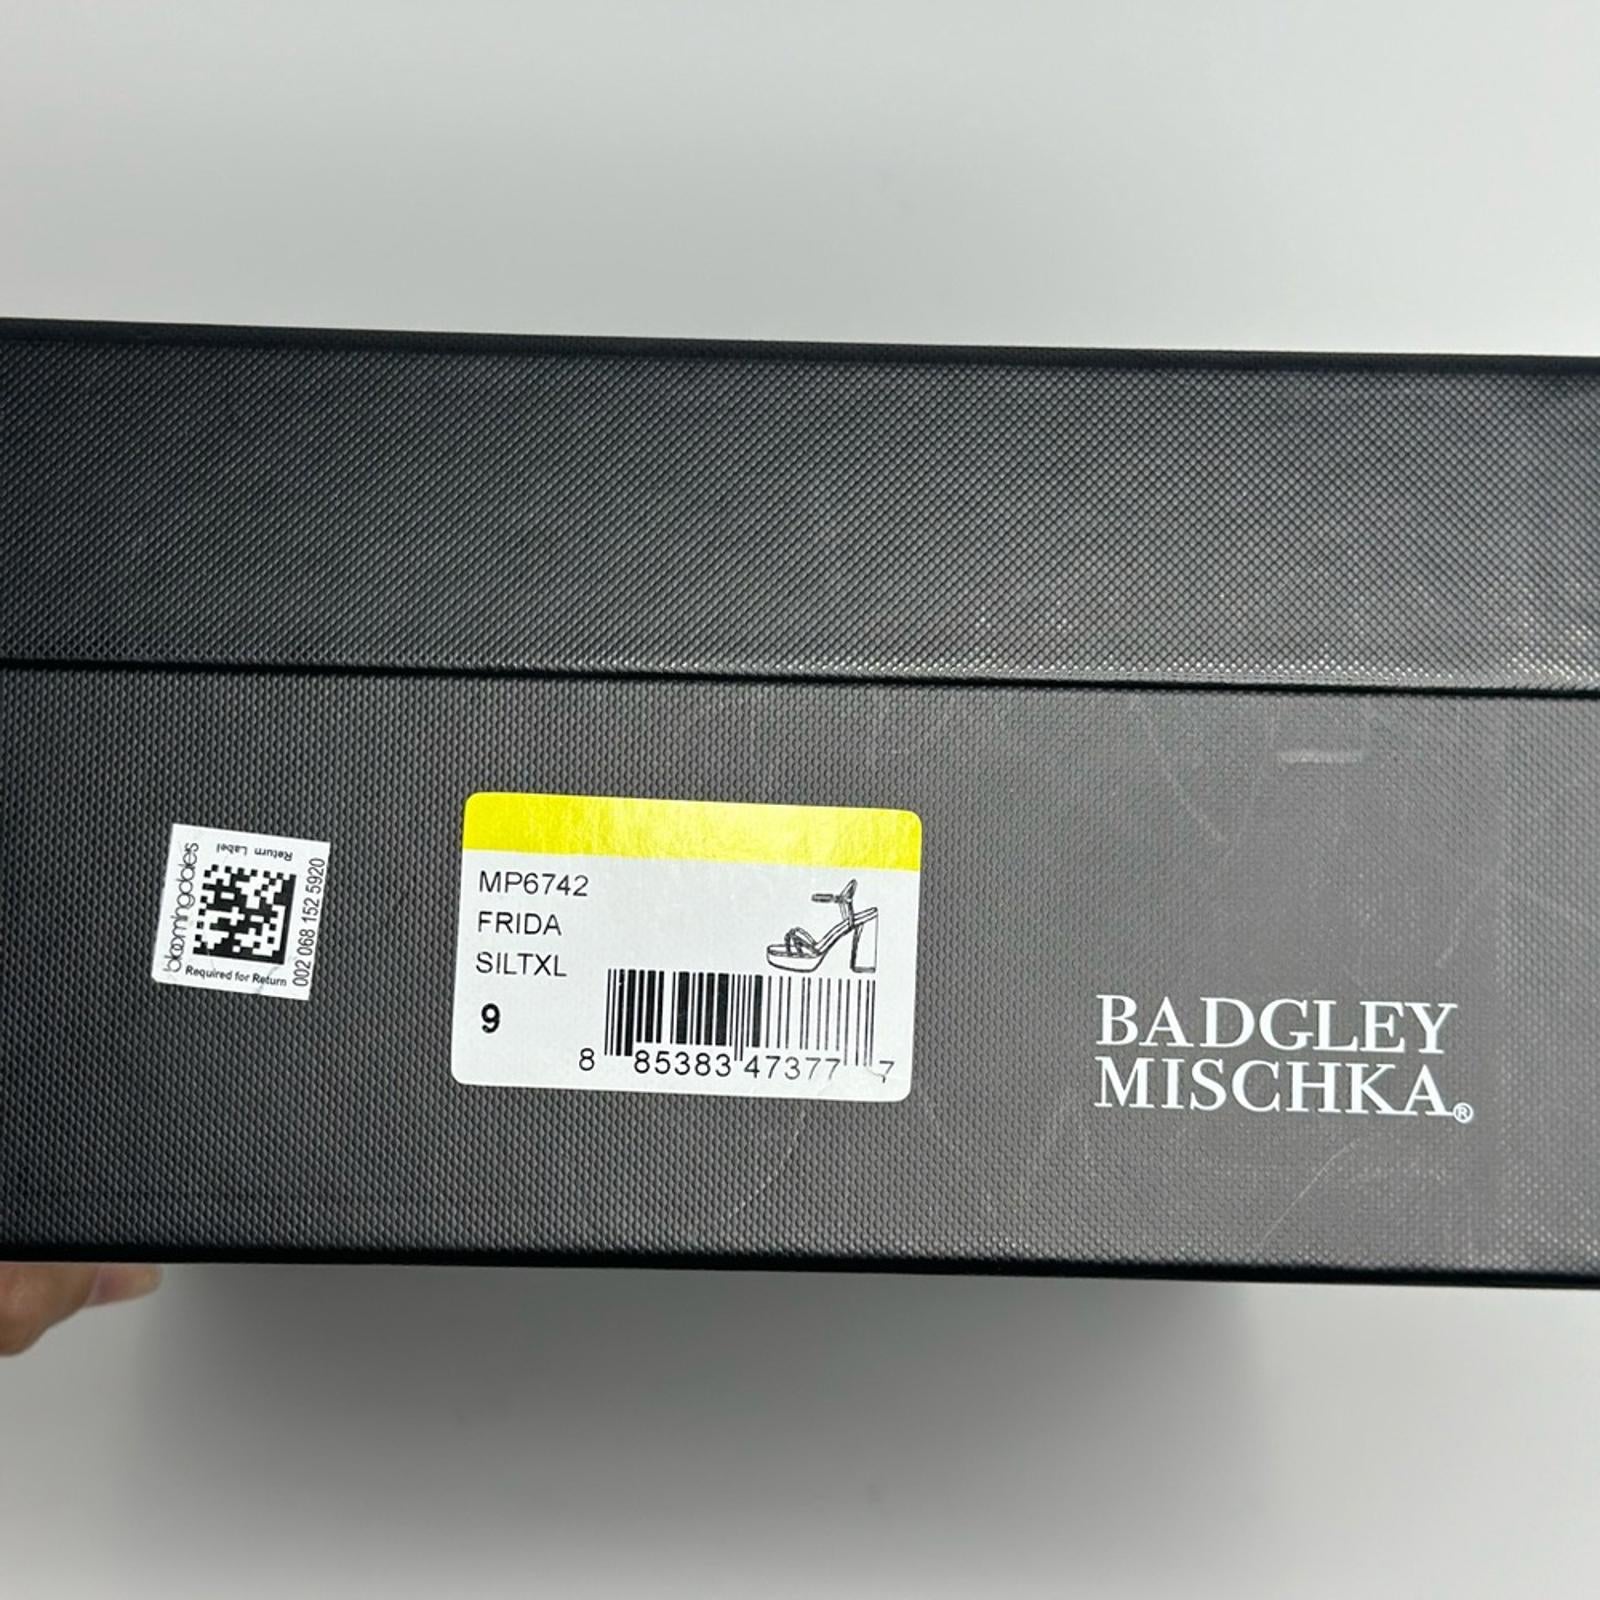 Return Label
bloomingdales
Required for Return
002 068 152 5920
MP6742
FRIDA
SILTXL
9
8 85383 47377 7
BADGLEY
MISCHKA®